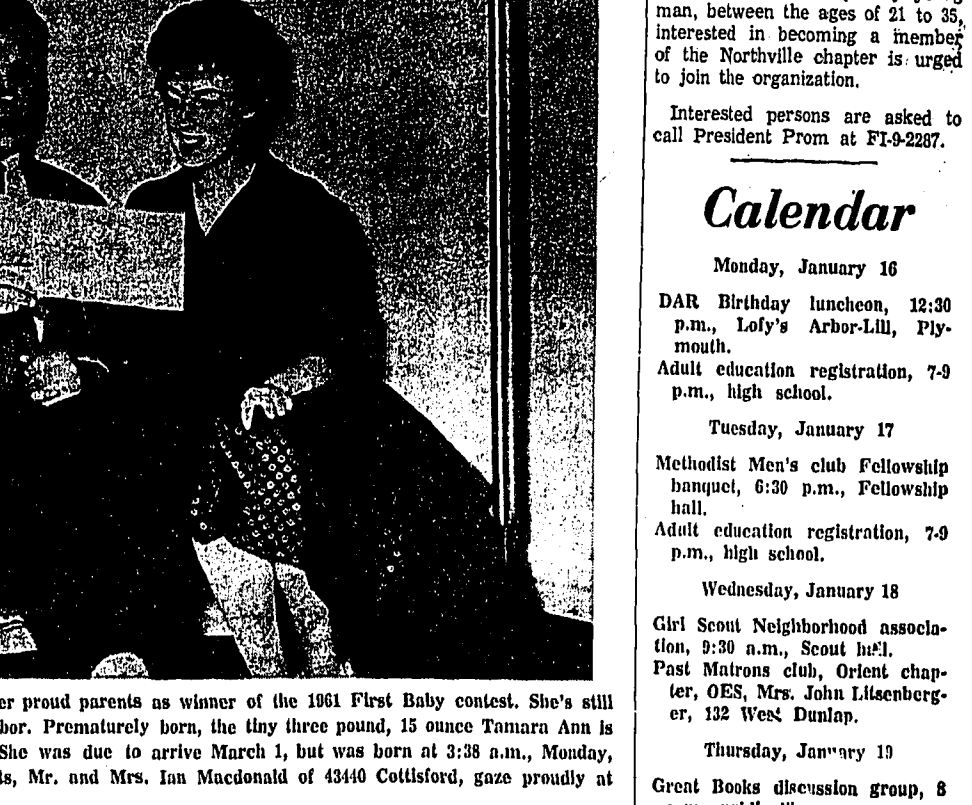 man, between the ages of 21 to 35,
interested in becoming a member
of the Northville chapter is urged
to join the organization.
Interested persons are asked to
call President Prom at FI-9-2287.
Calendar
Monday, January 16
DAR Birthday luncheon, 12:30
p.m., Lofy's Arbor-Lill, Ply-
mouth.
Adult education registration, 7-9
p.m., high school.
Tuesday, January 17
Methodist Men's club Fellowship
banquet, 6:30 p.m., Fellowship
hall.
Adult education registration, 7-9
p.m., high school.
Wednesday, January 18
Girl Scout Neighborhood associa-
tion, 9:30 a.m., Scout hall.
Past Matrons club, Orient chap-
ter, OES, Mrs. John Litsenberg-
er, 132 West Dunlap.
Thursday, January 19
Great Books discussion group, 8
er proud parents as winner of the 1961 First Baby contest. She's still
bor. Prematurely born, the tiny three pound, 15 ounce Tamara Ann is
She was due to arrive March 1, but was born at 3:38 a.m., Monday,
ts, Mr. and Mrs. Ian Macdonald of 43440 Cottisford, gaze proudly at